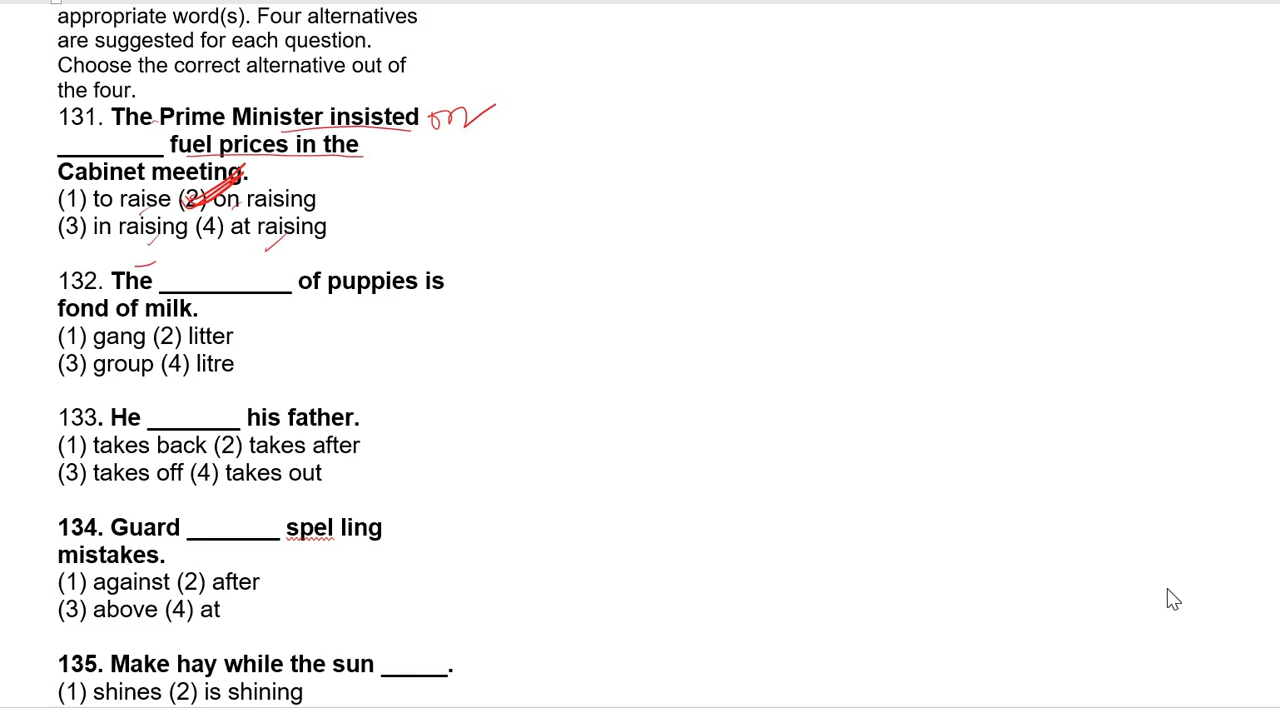 appropriate word(s). Four alternatives
are suggested for each question.
Choose the correct alternative out of
the four.
131. The Prime Minister insisted on
________ fuel prices in the
Cabinet meeting.
(1) to raise (2) on raising
(3) in raising (4) at raising
132. The __________ of puppies is
fond of milk.
(1) gang (2) litter
(3) group (4) litre
133. He _______ his father.
(1) takes back (2) takes after
(3) takes off (4) takes out
134. Guard _______ spel ling
mistakes.
(1) against (2) after
(3) above (4) at
135. Make hay while the sun _____.
(1) shines (2) is shining